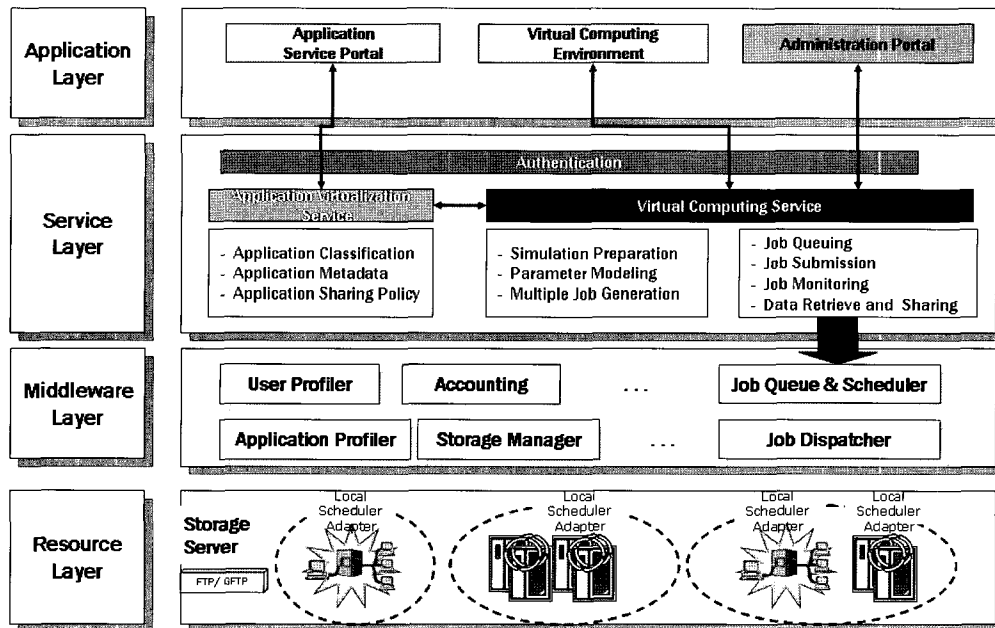 Application
Layer
Application
Service Portal
Virtual Computing
Environment
Administration Portal
Service
Layer
Authentication
Application Virtualization
Service
Virtual Computing Service
- Application Classification
- Application Metadata
- Application Sharing Policy
- Simulation Preparation
- Parameter Modeling
- Multiple Job Generation
- Job Queuing
- Job Submission
- Job Monitoring
- Data Retrieve and Sharing
Middleware
Layer
User Profiler
Accounting
...
Job Queue & Scheduler
Application Profiler
Storage Manager
...
Job Dispatcher
Resource
Layer
Storage
Server
FTP/ GFTP
Local
Scheduler
Adapter
Local
Scheduler
Adapter
Local
Scheduler
Adapter
Local
Scheduler
Adapter